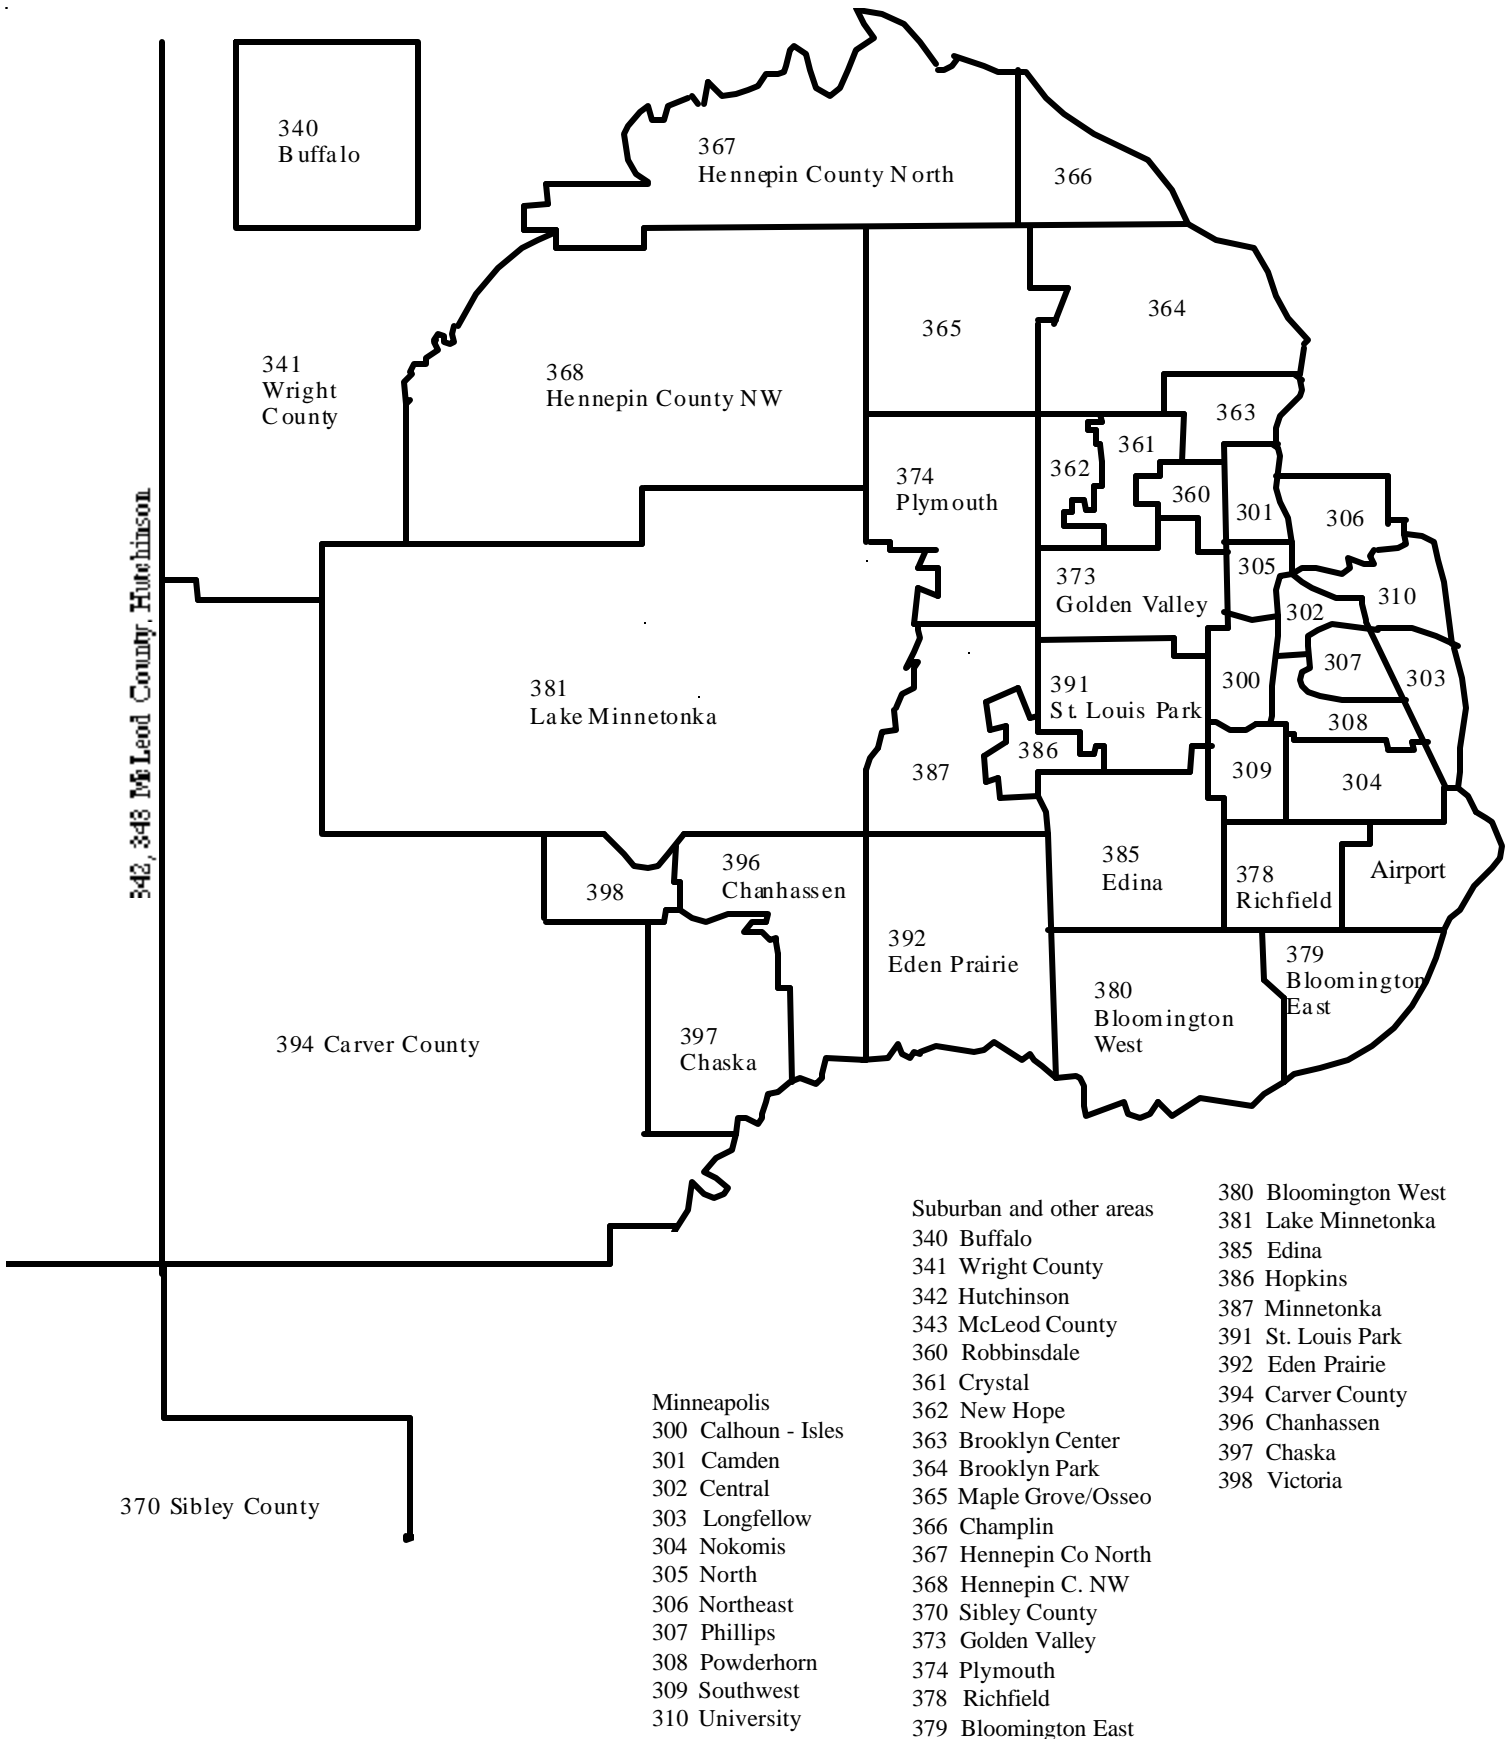 340
Buffalo
367
Hennepin County North
366
364
365
341
Wright
County
368
Hennepin County NW
363
361
362
374
Plymouth
360
301
306
342, 343 McLeod County, Hutchinson
305
373
Golden Valley
310
302
307
303
300
391
St. Louis Park
381
Lake Minnetonka
308
386
387
309
304
385
Edina
396
Chanhassen
398
378
Richfield
Airport
392
Eden Prairie
379
Bloomington
East
380
Bloomington
West
394 Carver County
397
Chaska
370 Sibley County
Minneapolis
300 Calhoun - Isles
301 Camden
302 Central
303 Longfellow
304 Nokomis
305 North
306 Northeast
307 Phillips
308 Powderhorn
309 Southwest
310 University
Suburban and other areas
340 Buffalo
341 Wright County
342 Hutchinson
343 McLeod County
360 Robbinsdale
361 Crystal
362 New Hope
363 Brooklyn Center
364 Brooklyn Park
365 Maple Grove/Osseo
366 Champlin
367 Hennepin Co North
368 Hennepin C. NW
370 Sibley County
373 Golden Valley
374 Plymouth
378 Richfield
379 Bloomington East
380 Bloomington West
381 Lake Minnetonka
385 Edina
386 Hopkins
387 Minnetonka
391 St. Louis Park
392 Eden Prairie
394 Carver County
396 Chanhassen
397 Chaska
398 Victoria